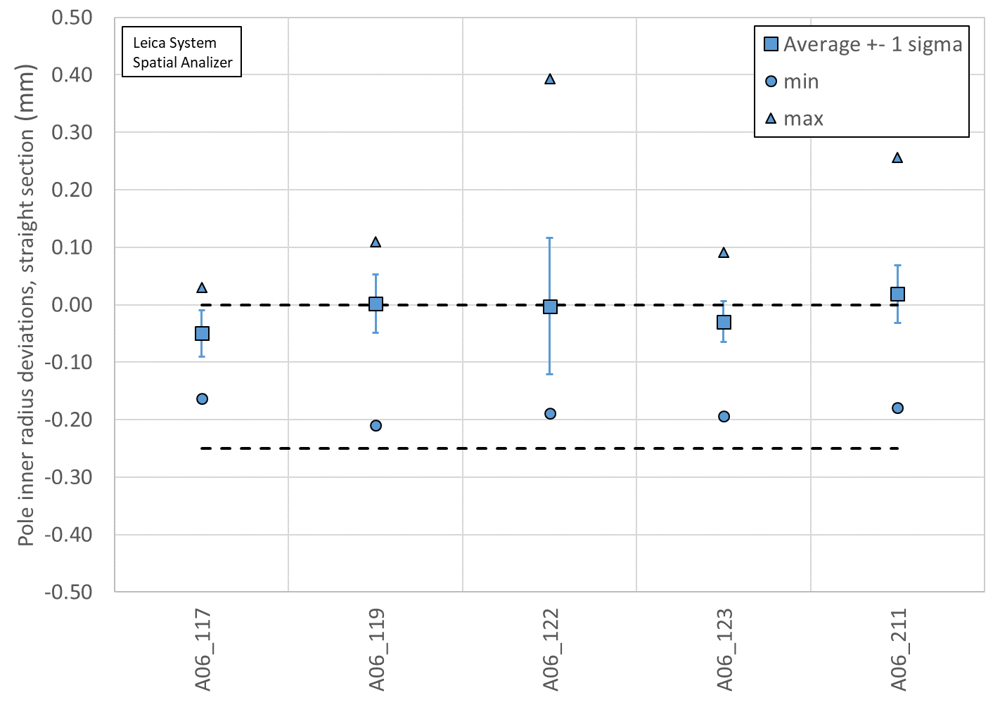 0.50
0.40
0.30
0.20
0.10
0.00
-0.10
-0.20
-0.30
-0.40
-0.50
Pole inner radius deviations, straight section (mm)
Leica System
Spatial Analizer
Average +- 1 sigma
min
max
A06_117
A06_119
A06_122
A06_123
A06_211